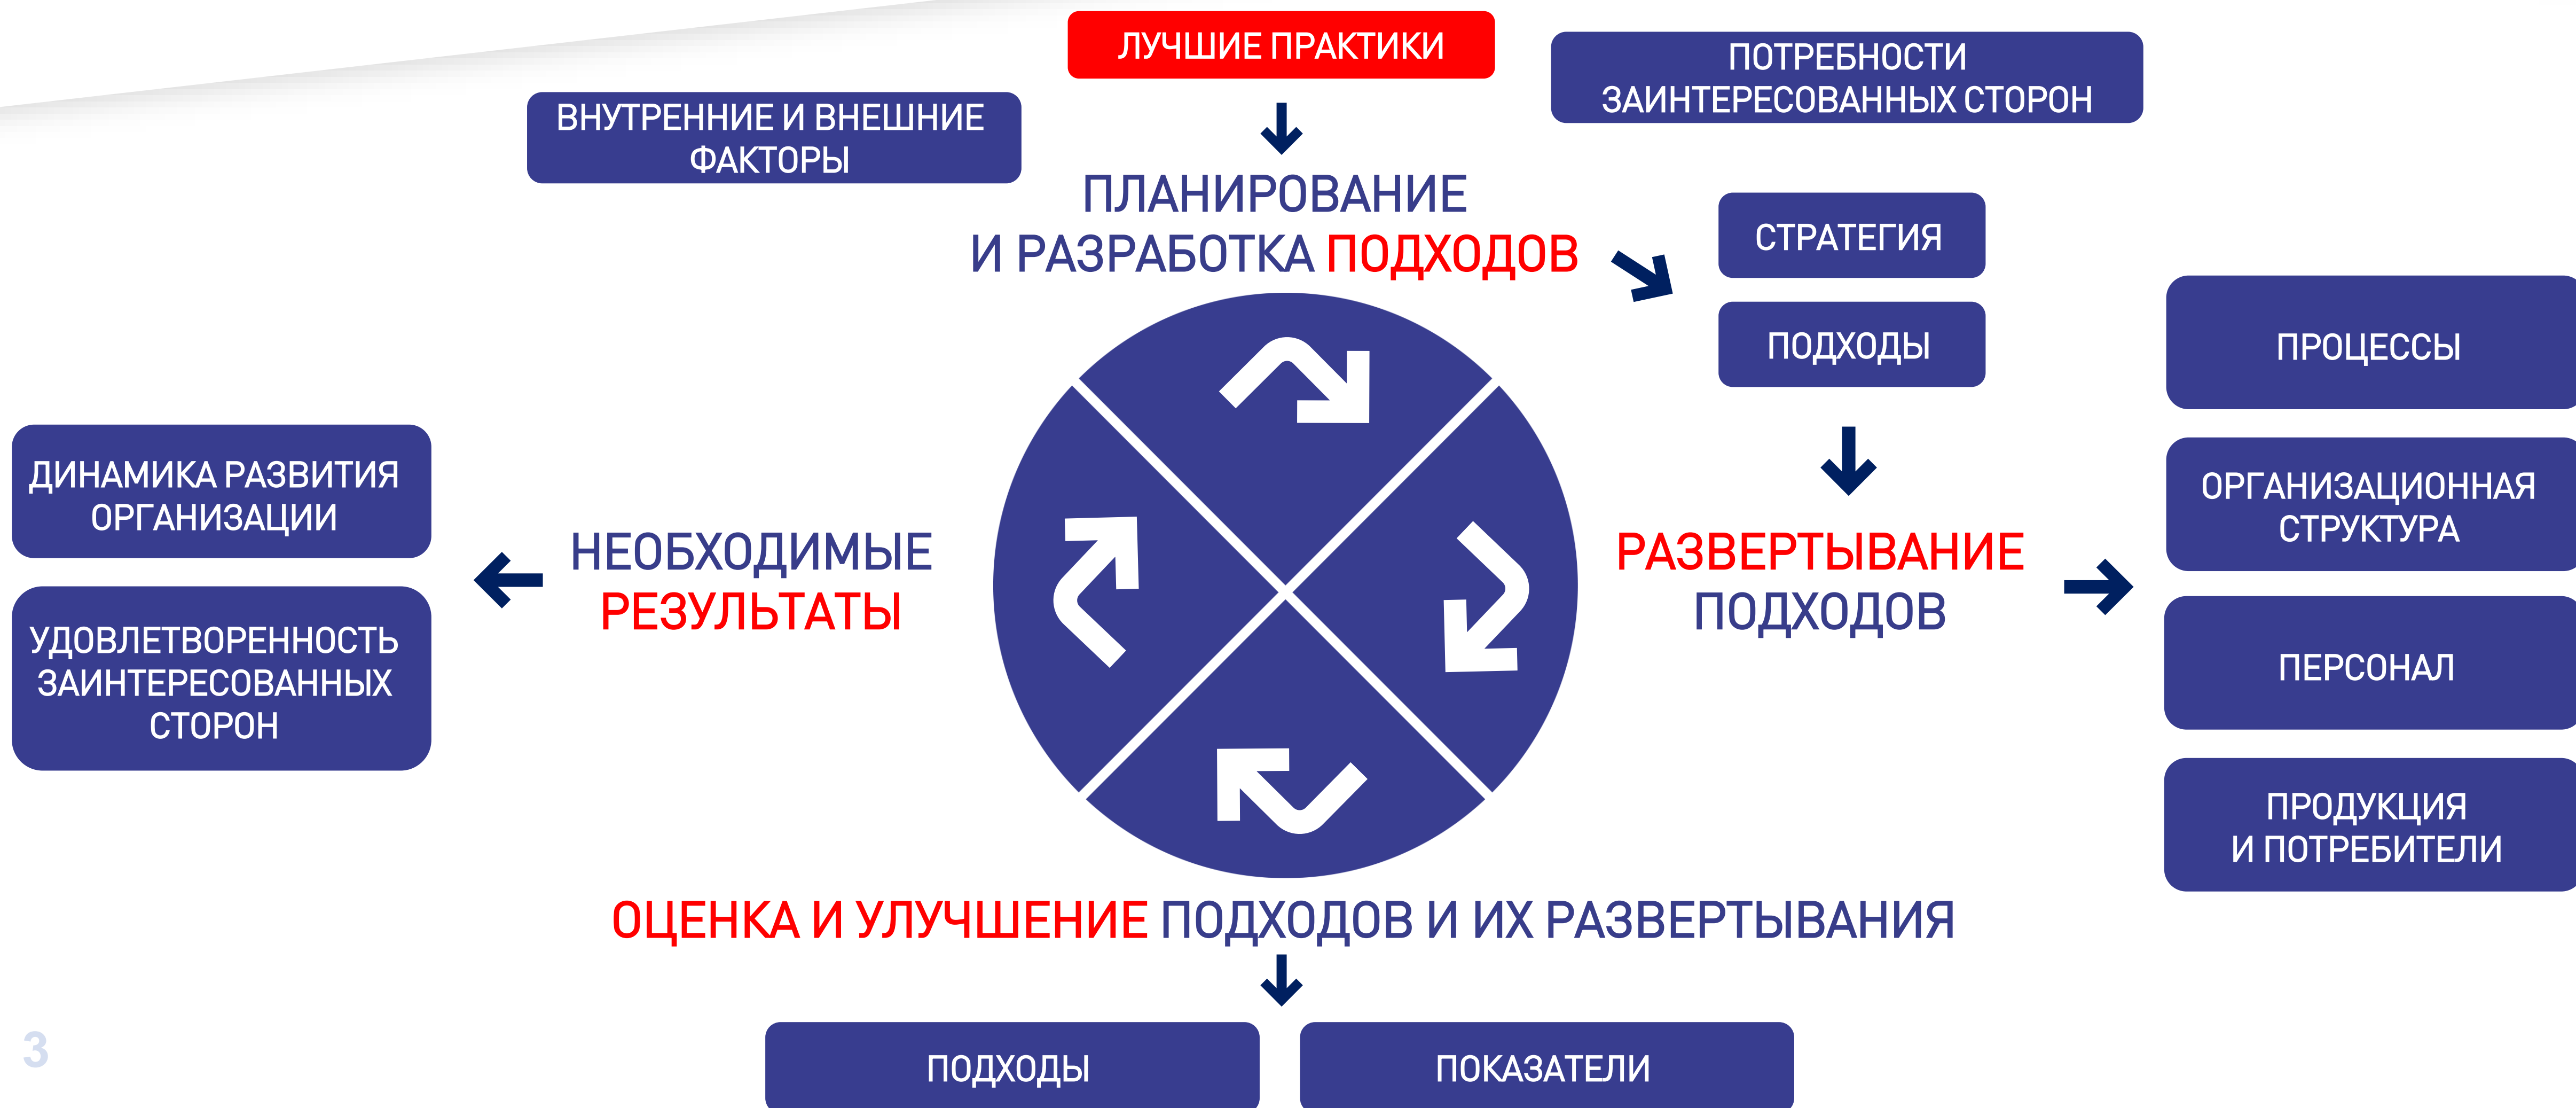 ЛУЧШИЕ ПРАКТИКИ
ВНУТРЕННИЕ И ВНЕШНИЕ
ФАКТОРЫ
ПОТРЕБНОСТИ
ЗАИНТЕРЕСОВАННЫХ СТОРОН
ПЛАНИРОВАНИЕ
И РАЗРАБОТКА ПОДХОДОВ
СТРАТЕГИЯ
ПОДХОДЫ
РАЗВЕРТЫВАНИЕ
ПОДХОДОВ
ПРОЦЕССЫ
ОРГАНИЗАЦИОННАЯ
СТРУКТУРА
ПЕРСОНАЛ
ПРОДУКЦИЯ
И ПОТРЕБИТЕЛИ
ОЦЕНКА И УЛУЧШЕНИЕ ПОДХОДОВ И ИХ РАЗВЕРТЫВАНИЯ
ПОДХОДЫ
ПОКАЗАТЕЛИ
НЕОБХОДИМЫЕ
РЕЗУЛЬТАТЫ
ДИНАМИКА РАЗВИТИЯ
ОРГАНИЗАЦИИ
УДОВЛЕТВОРЕННОСТЬ
ЗАИНТЕРЕСОВАННЫХ
СТОРОН
3